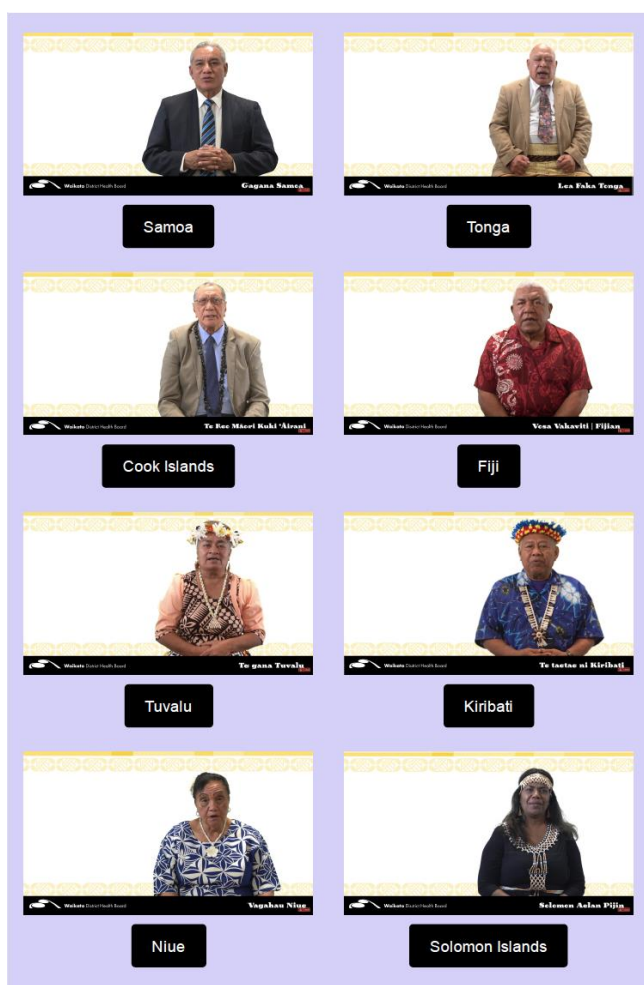 Waikato District Health Board Gagana Samoa
Waikato District Health Board Lea Faka Tonga
Samoa
Tonga
Waikato District Health Board Te Reo Māori Kuki 'Āirani
Waikato District Health Board Vosa Vakaviti | Fijian
Cook Islands
Fiji
Waikato District Health Board Te gana Tuvalu
Waikato District Health Board Te taetae ni Kiribati
Tuvalu
Kiribati
Waikato District Health Board Vagahau Niue
Waikato District Health Board Solomon Aelan Pijin
Niue
Solomon Islands